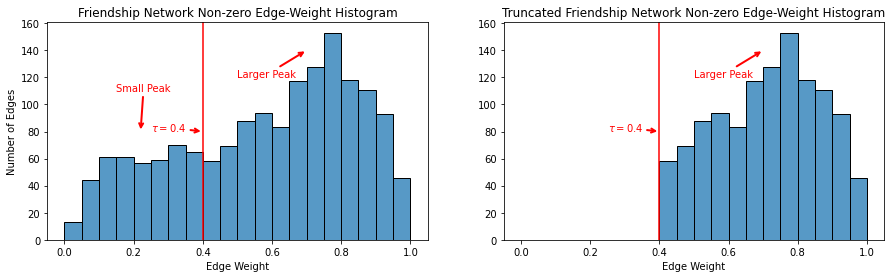 Friendship Network Non-zero Edge-Weight Histogram
Number of Edges
160
140
120
100
80
60
40
20
0
Small Peak
Larger Peak
τ = 0.4
0.0 0.2 0.4 0.6 0.8 1.0
Edge Weight
Truncated Friendship Network Non-zero Edge-Weight Histogram
160
140
120
100
80
60
40
20
0
Larger Peak
τ = 0.4
0.0 0.2 0.4 0.6 0.8 1.0
Edge Weight